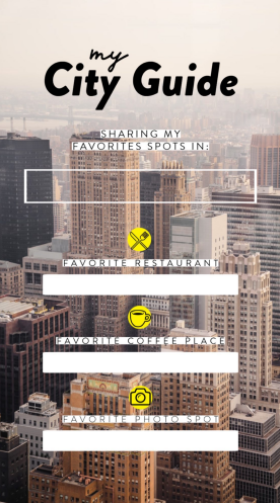 my
City Guide
SHARING MY
FAVORITES SPOTS IN:
FAVORITE RESTAURANT
FAVORITE COFFEE PLACE
FAVORITE PHOTO SPOT